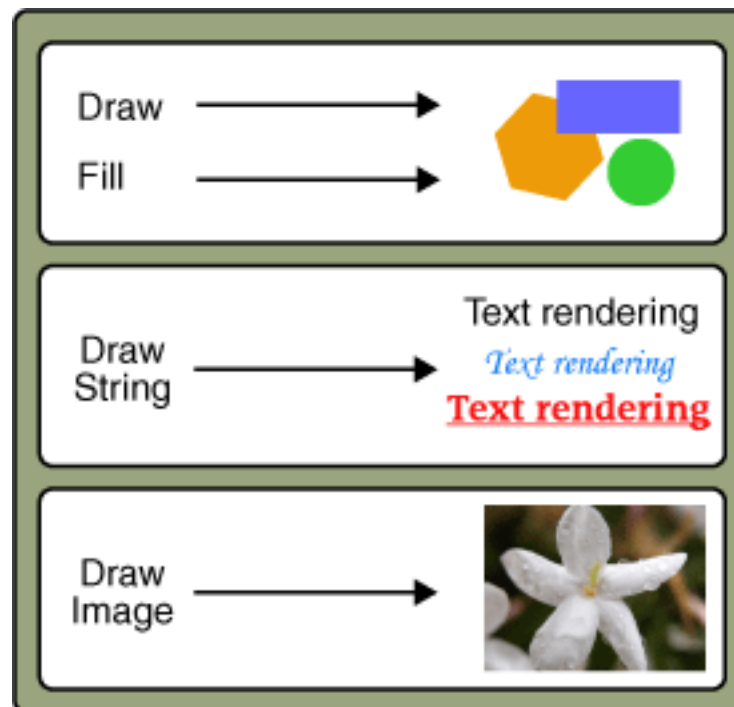 Draw
Fill
Draw
String
Text rendering
Text rendering
Text rendering
Draw
Image